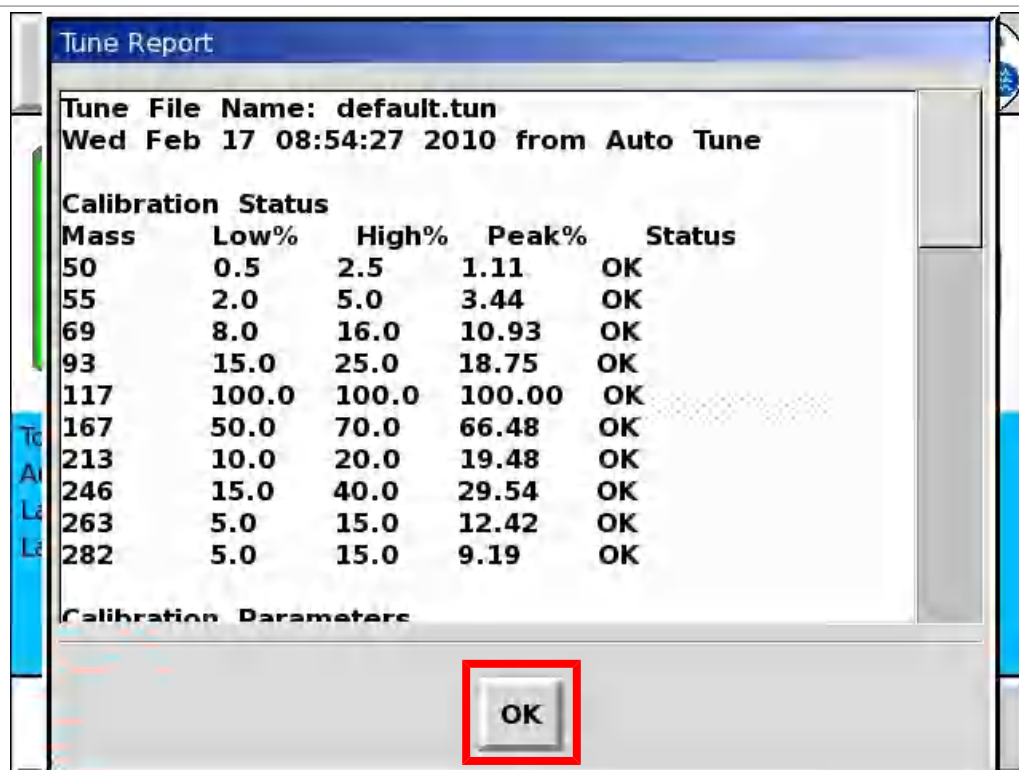 Tune Report
Tune File Name: default.tun
Wed Feb 17 08:54:27 2010 from Auto Tune
Calibration Status
Mass Low% High% Peak% Status
50 0.5 2.5 1.11 OK
55 2.0 5.0 3.44 OK
69 8.0 16.0 10.93 OK
93 15.0 25.0 18.75 OK
117 100.0 100.0 100.00 OK
167 50.0 70.0 66.48 OK
213 10.0 20.0 19.48 OK
246 15.0 40.0 29.54 OK
263 5.0 15.0 12.42 OK
282 5.0 15.0 9.19 OK
Calibration Parameters
OK